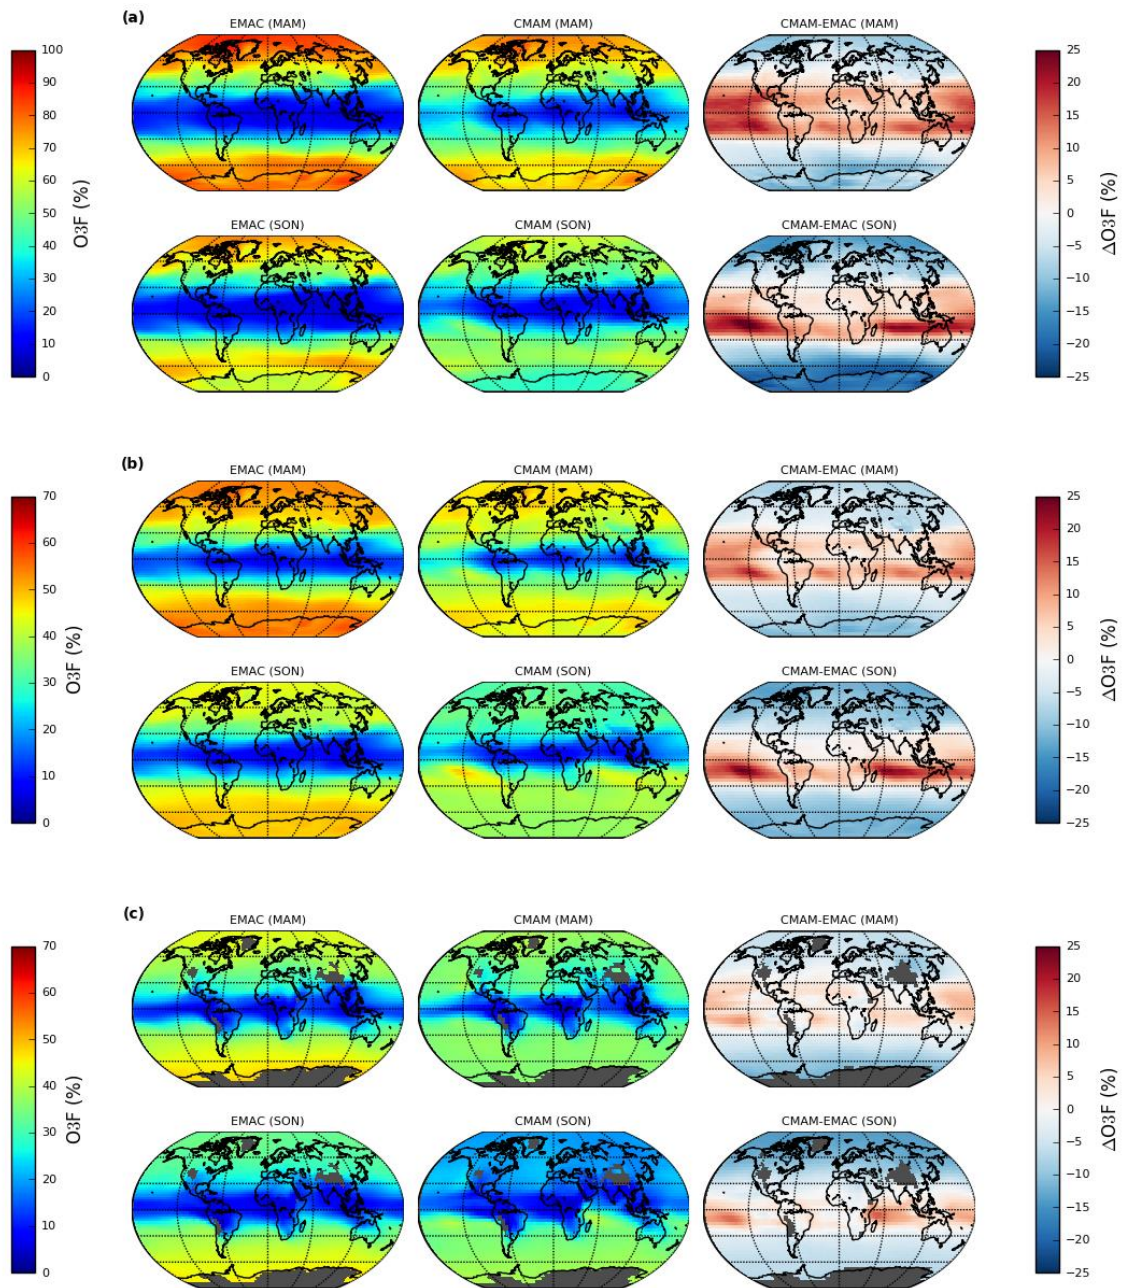 (a)
EMAC (MAM)
CMAM (MAM)
CMAM-EMAC (MAM)
100
90
80
70
60
50
40
30
20
10
0
O3F (%)
25
20
15
10
5
0
−5
−10
−15
−20
−25
ΔO3F (%)
EMAC (SON)
CMAM (SON)
CMAM-EMAC (SON)
(b)
EMAC (MAM)
CMAM (MAM)
CMAM-EMAC (MAM)
70
60
50
40
30
20
10
0
O3F (%)
25
20
15
10
5
0
−5
−10
−15
−20
−25
ΔO3F (%)
EMAC (SON)
CMAM (SON)
CMAM-EMAC (SON)
(c)
EMAC (MAM)
CMAM (MAM)
CMAM-EMAC (MAM)
70
60
50
40
30
20
10
0
O3F (%)
25
20
15
10
5
0
−5
−10
−15
−20
−25
ΔO3F (%)
EMAC (SON)
CMAM (SON)
CMAM-EMAC (SON)